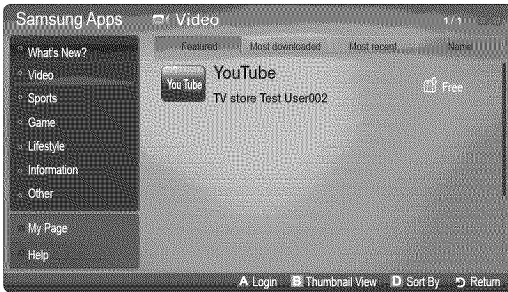 Samsung Apps
Video
1/1
Featured Most downloaded Most recent Name
What's New?
Video
Sports
Game
Lifestyle
Information
Other
My Page
Help
You Tube
YouTube
TV store Test User002
Free
A Login B Thumbnail View D Sort By Return